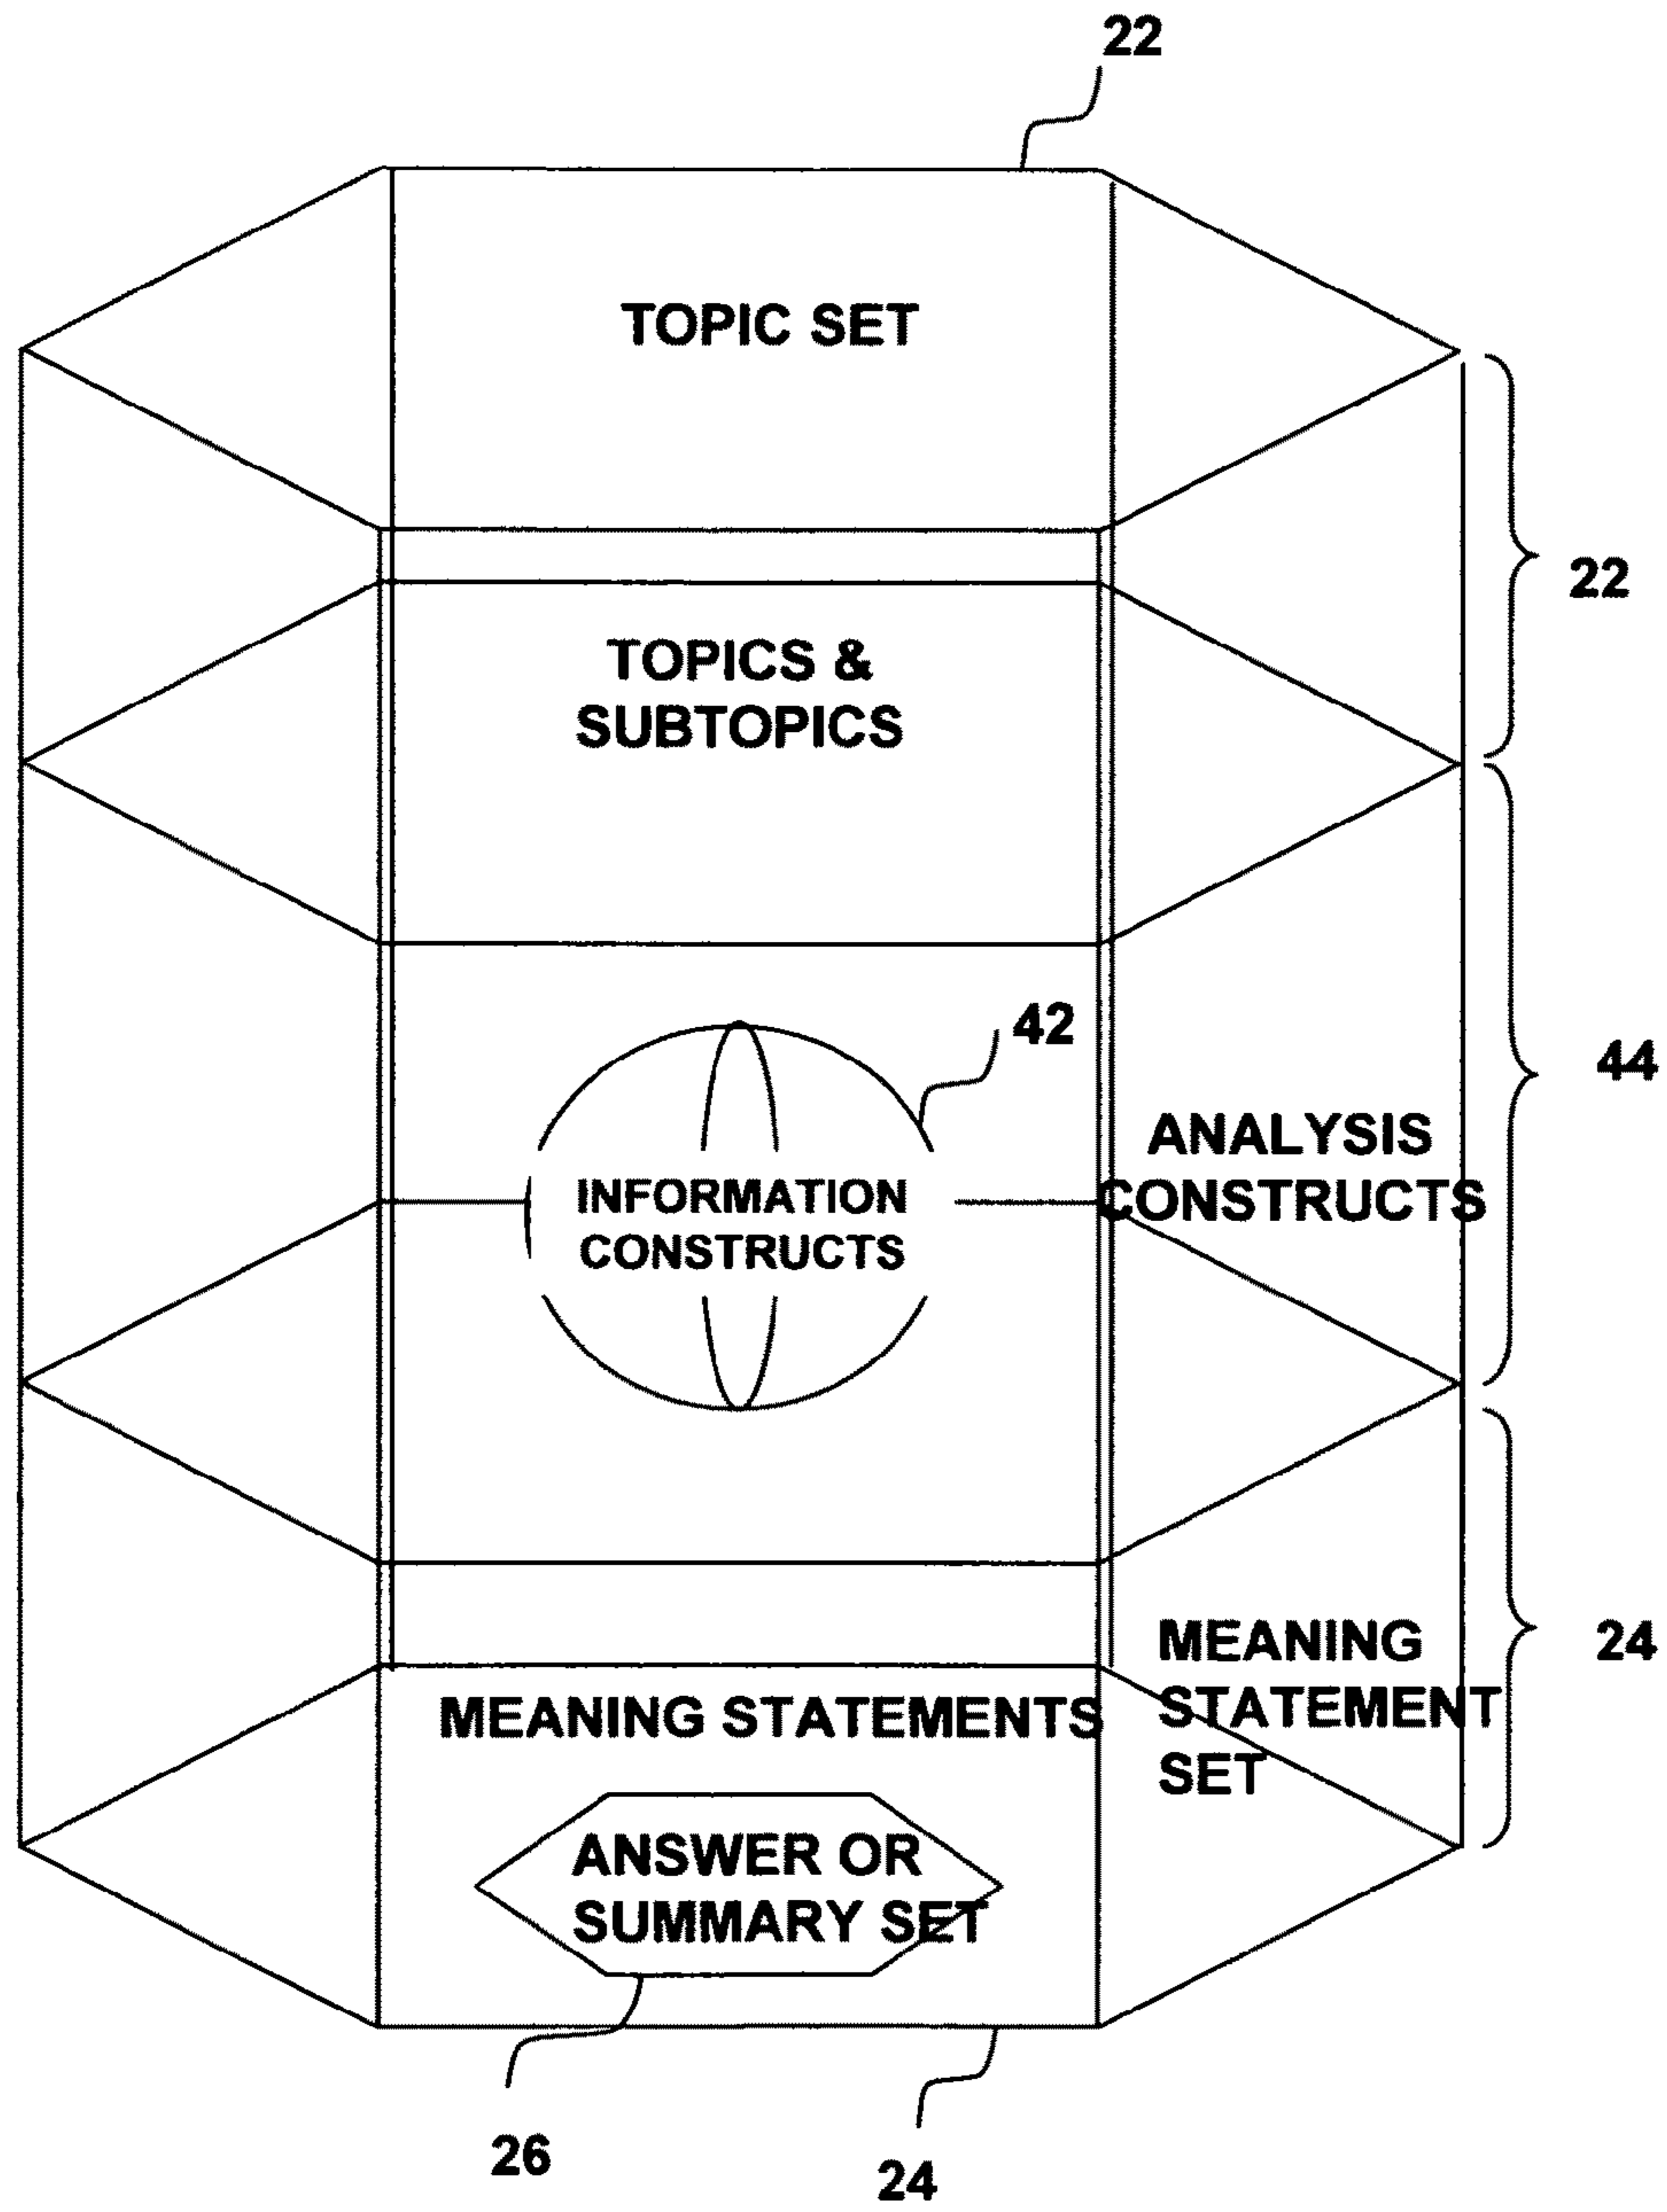 22
TOPIC SET
22
TOPICS &
SUBTOPICS
42
44
ANALYSIS
CONSTRUCTS
INFORMATION
CONSTRUCTS
24
MEANING
STATEMENT
SET
MEANING STATEMENTS
ANSWER OR
SUMMARY SET
26
24